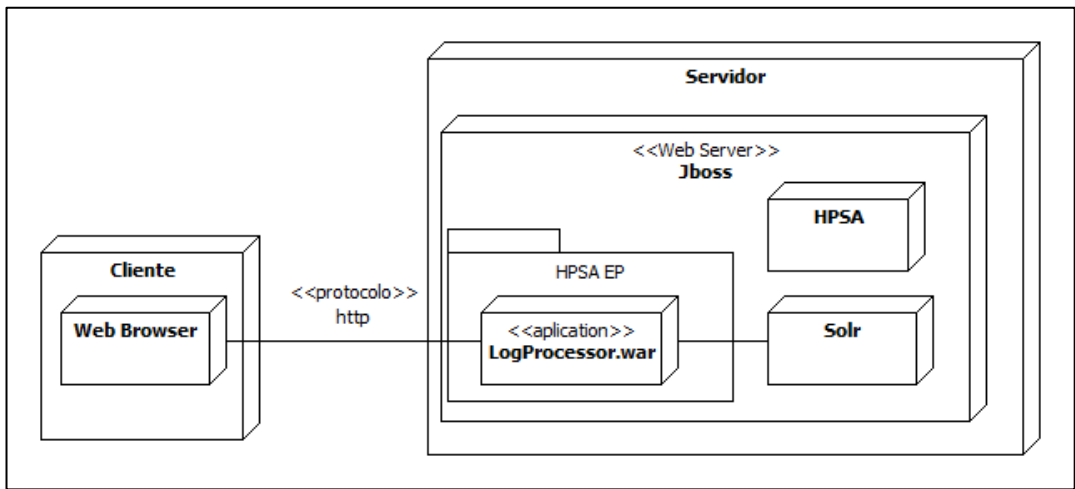 Servidor
<<Web Server>>
Jboss
HPSA
Cliente
HPSA EP
<<protocolo>>
http
Web Browser
<<aplication>>
LogProcessor.war
Solr